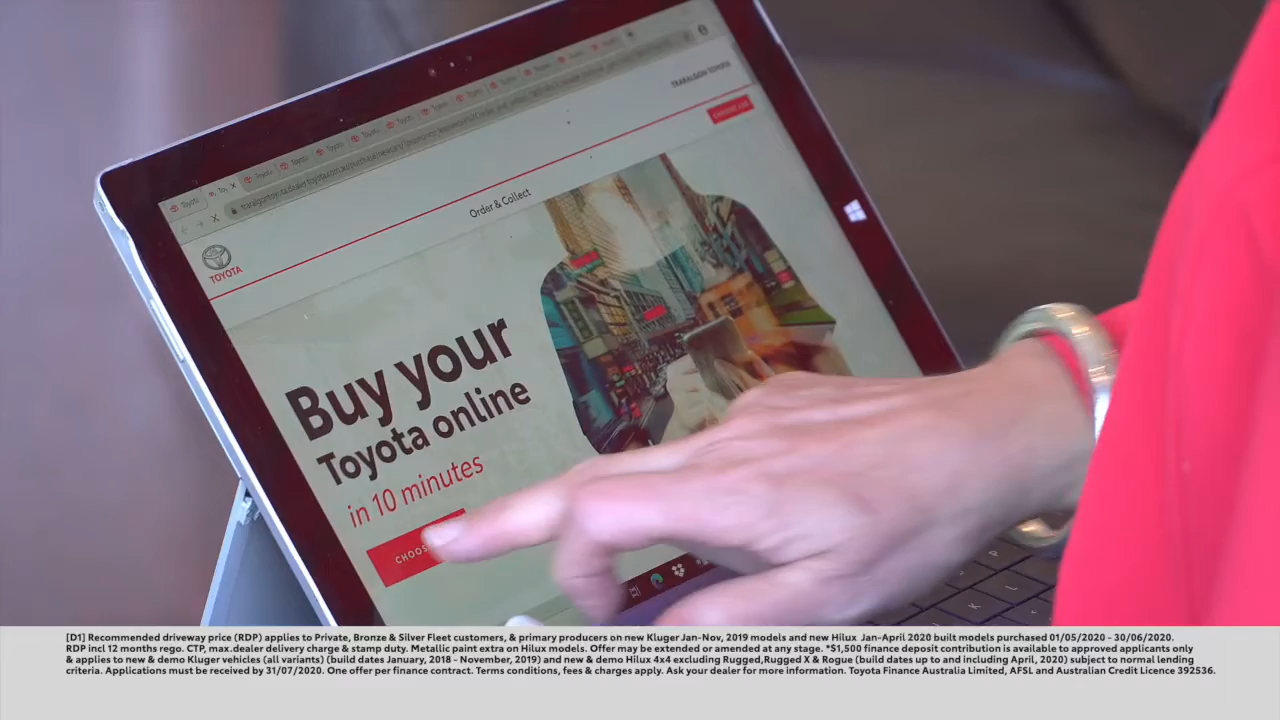 Toyota
Toyota
Toyota
Toyota
TRARALGON TOYOTA
TOYOTA
Order & Collect
Buy your
Toyota online
in 10 minutes
[D1] Recommended driveway price (RDP) applies to Private, Bronze & Silver Fleet customers, & primary producers on new Kluger Jan-Nov, 2019 models and new Hilux Jan-April 2020 built models purchased 01/05/2020 - 30/06/2020.
RDP incl 12 months rego. CTP, max.dealer delivery charge & stamp duty. Metallic paint extra on Hilux models. Offer may be extended or amended at any stage. *$1,500 finance deposit contribution is available to approved applicants only
& applies to new & demo Kluger vehicles (all variants) (build dates January, 2018 - November, 2019) and new & demo Hilux 4x4 excluding Rugged,Rugged X & Rogue (build dates up to and including April, 2020) subject to normal lending
criteria. Applications must be received by 31/07/2020. One offer per finance contract. Terms conditions, fees & charges apply. Ask your dealer for more information. Toyota Finance Australia Limited, AFSL and Australian Credit Licence 392536.